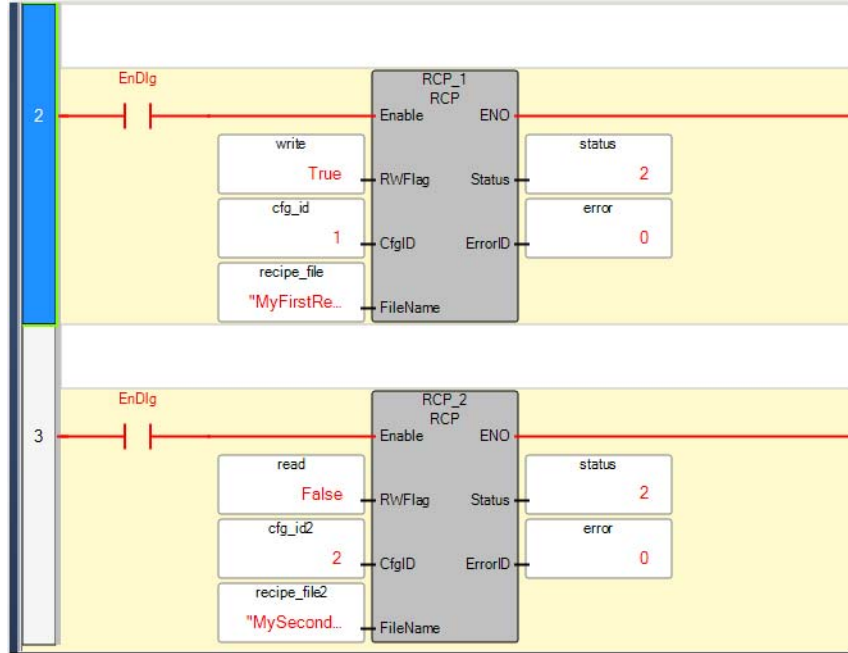 EnDlg
RCP_1
RCP
2
Enable ENO
write
status
True
RWFlag
Status
2
cfg_id
error
1
CfgID
ErrorID
0
recipe_file
"MyFirstRe...
FileName
EnDlg
RCP_2
RCP
3
Enable ENO
read
status
False
RWFlag
Status
2
cfg_id2
error
2
CfgID
ErrorID
0
recipe_file2
"MySecond...
FileName